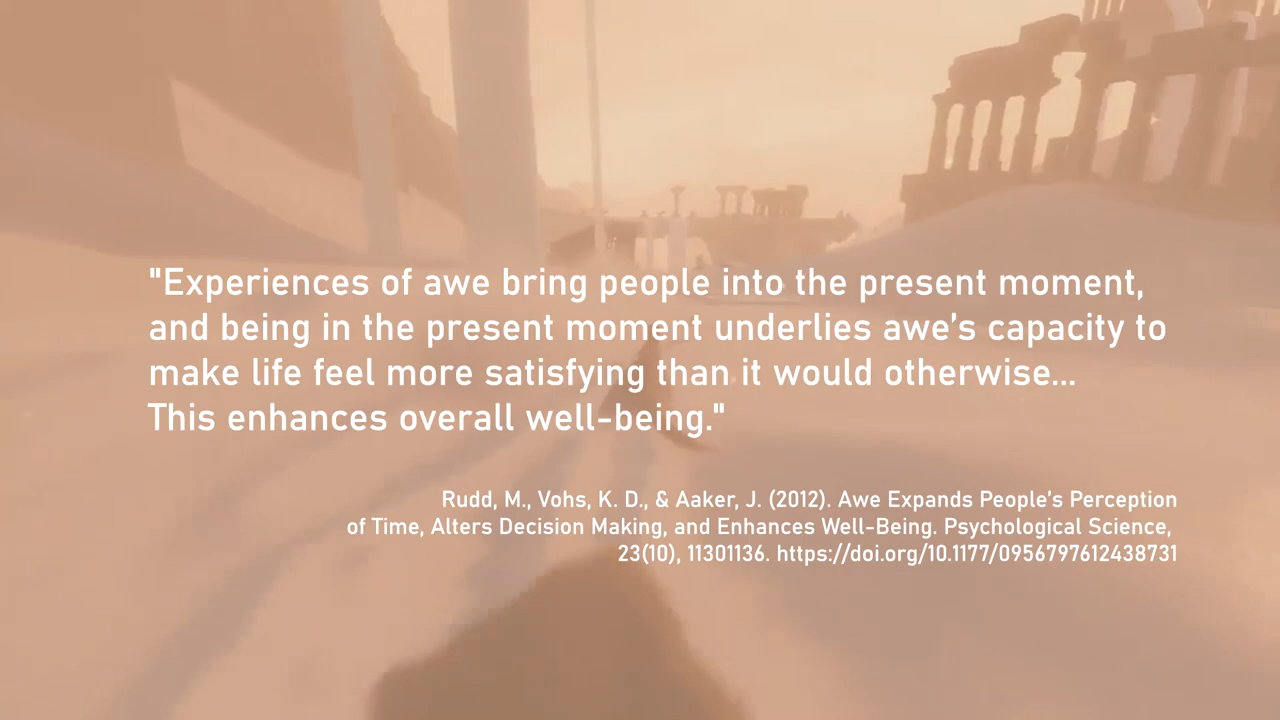 "Experiences of awe bring people into the present moment,
and being in the present moment underlies awe’s capacity to
make life feel more satisfying than it would otherwise...
This enhances overall well-being."
Rudd, M., Vohs, K. D., & Aaker, J. (2012). Awe Expands People’s Perception
of Time, Alters Decision Making, and Enhances Well-Being. Psychological Science,
23(10), 11301136. https://doi.org/10.1177/0956797612438731